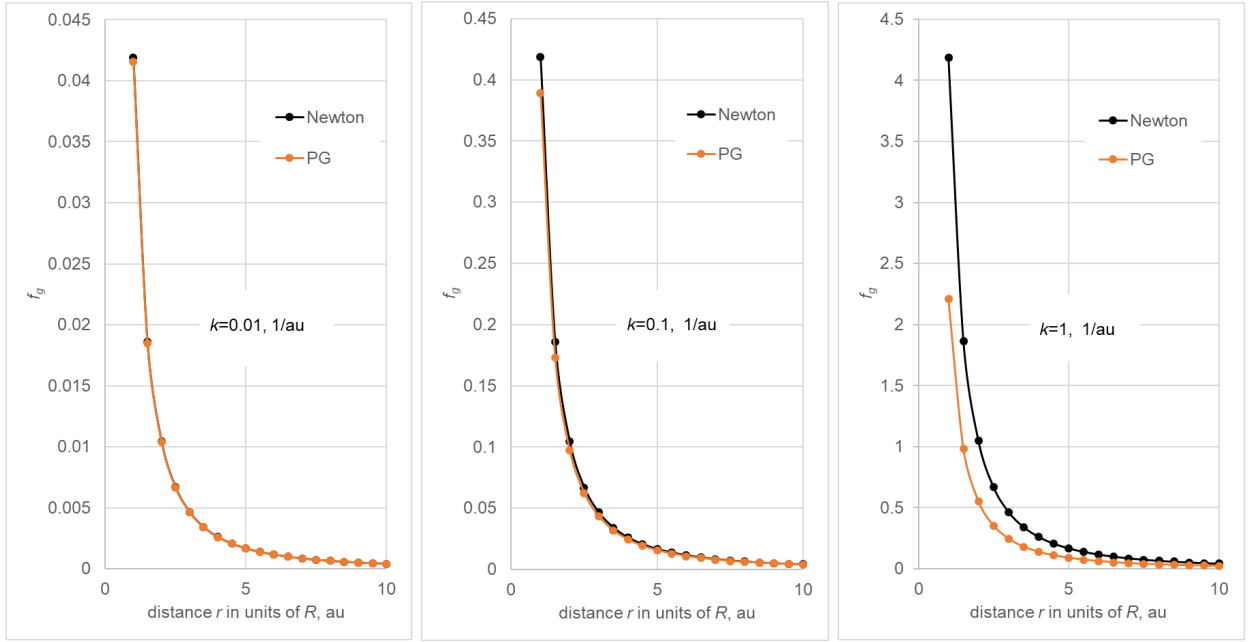 0.045
0.04
0.035
0.03
0.025
0.02
0.015
0.01
0.005
0
0
5
10
f_g
distance r in units of R, au
Newton
PG
k=0.01, 1/au
0.45
0.4
0.35
0.3
0.25
0.2
0.15
0.1
0.05
0
0
5
10
f_g
distance r in units of R, au
Newton
PG
k=0.1, 1/au
4.5
4
3.5
3
2.5
2
1.5
1
0.5
0
0
5
10
f_g
distance r in units of R, au
Newton
PG
k=1, 1/au